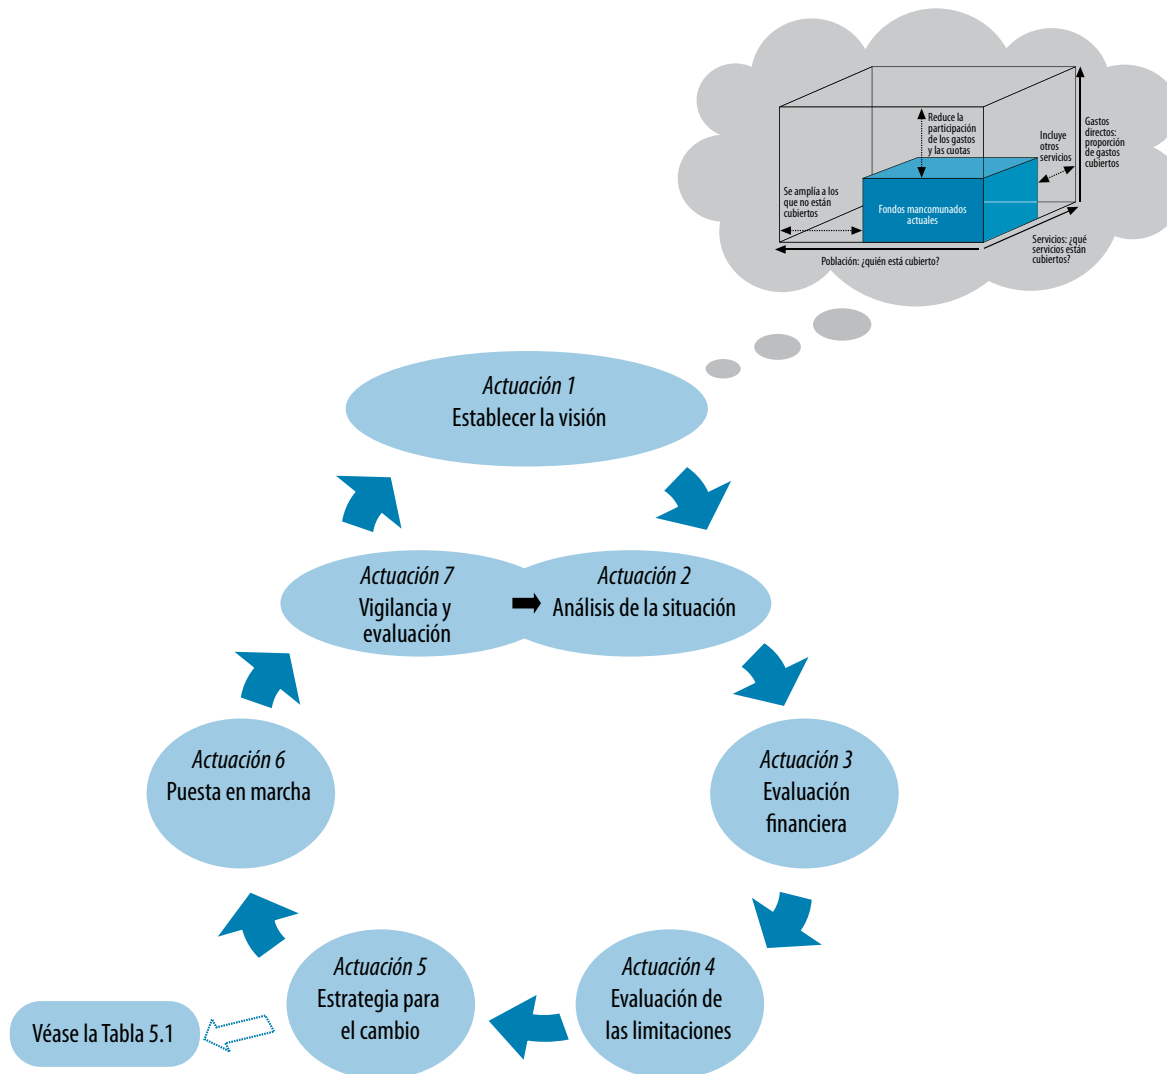 Reduce la
participación
de los gastos
y las cuotas
Incluye
otros
servicios
Gastos
directos:
proporción
de gastos
cubiertos
Se amplía a los
que no están
cubiertos
Fondos mancomunados
actuales
Servicios: ¿qué
servicios están
cubiertos?
Población: ¿quién está cubierto?
Actuación 1
Establecer la visión
Actuación 7
Vigilancia y
evaluación
Actuación 2
Análisis de la situación
Actuación 6
Puesta en marcha
Actuación 3
Evaluación
financiera
Actuación 5
Estrategia para
el cambio
Actuación 4
Evaluación de
las limitaciones
Véase la Tabla 5.1